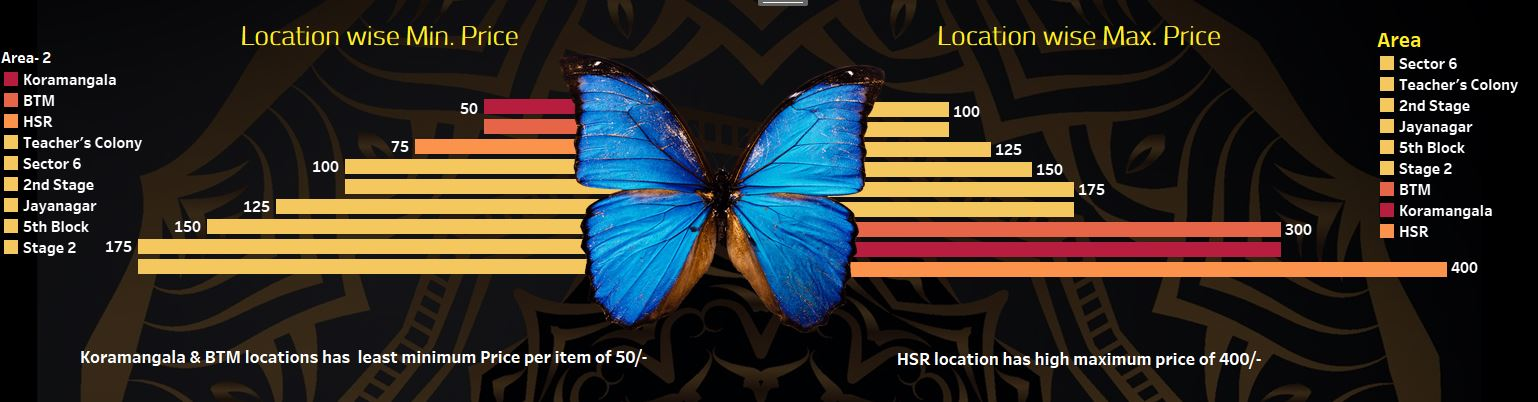 Location wise Min. Price
Area- 2
Koramangala
BTM
HSR
Teacher's Colony
Sector 6
2nd Stage
Jayanagar
5th Block
Stage 2
50
75
100
125
150
175
Koramangala & BTM locations has least minimum Price per item of 50/-
Location wise Max. Price
100
125
150
175
300
400
Area
Sector 6
Teacher's Colony
2nd Stage
Jayanagar
5th Block
Stage 2
BTM
Koramangala
HSR
HSR location has high maximum price of 400/-